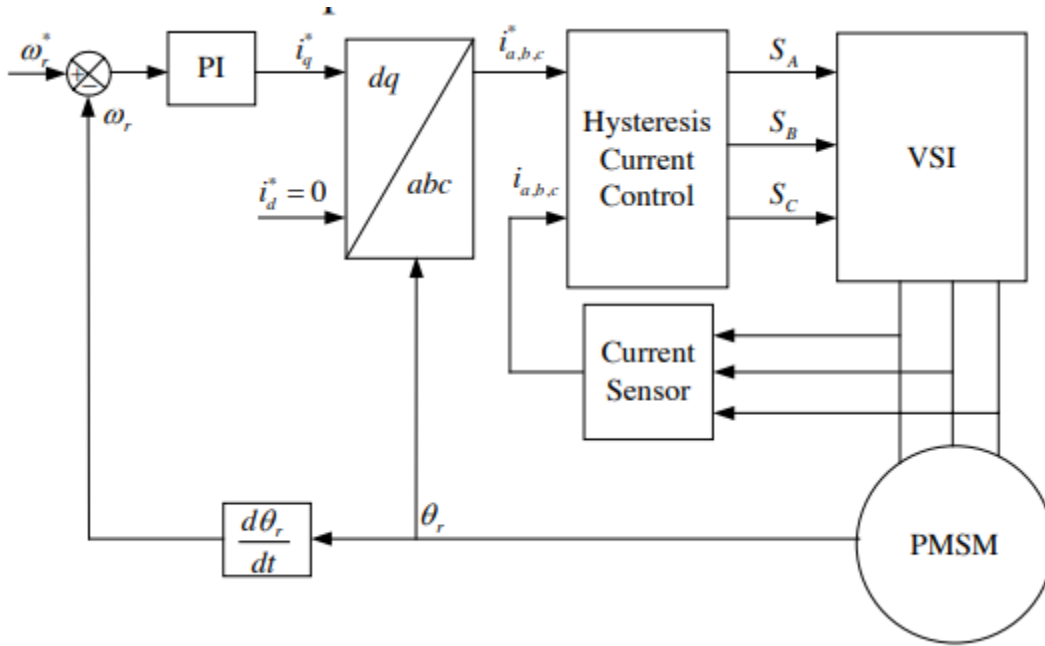 ω_r^*
+
−
ω_r
PI
i_q^*
i_d^* = 0
dq
abc
i_{a,b,c}^*
i_{a,b,c}
Hysteresis
Current
Control
S_A
S_B
S_C
VSI
Current
Sensor
θ_r
dθ_r
dt
PMSM